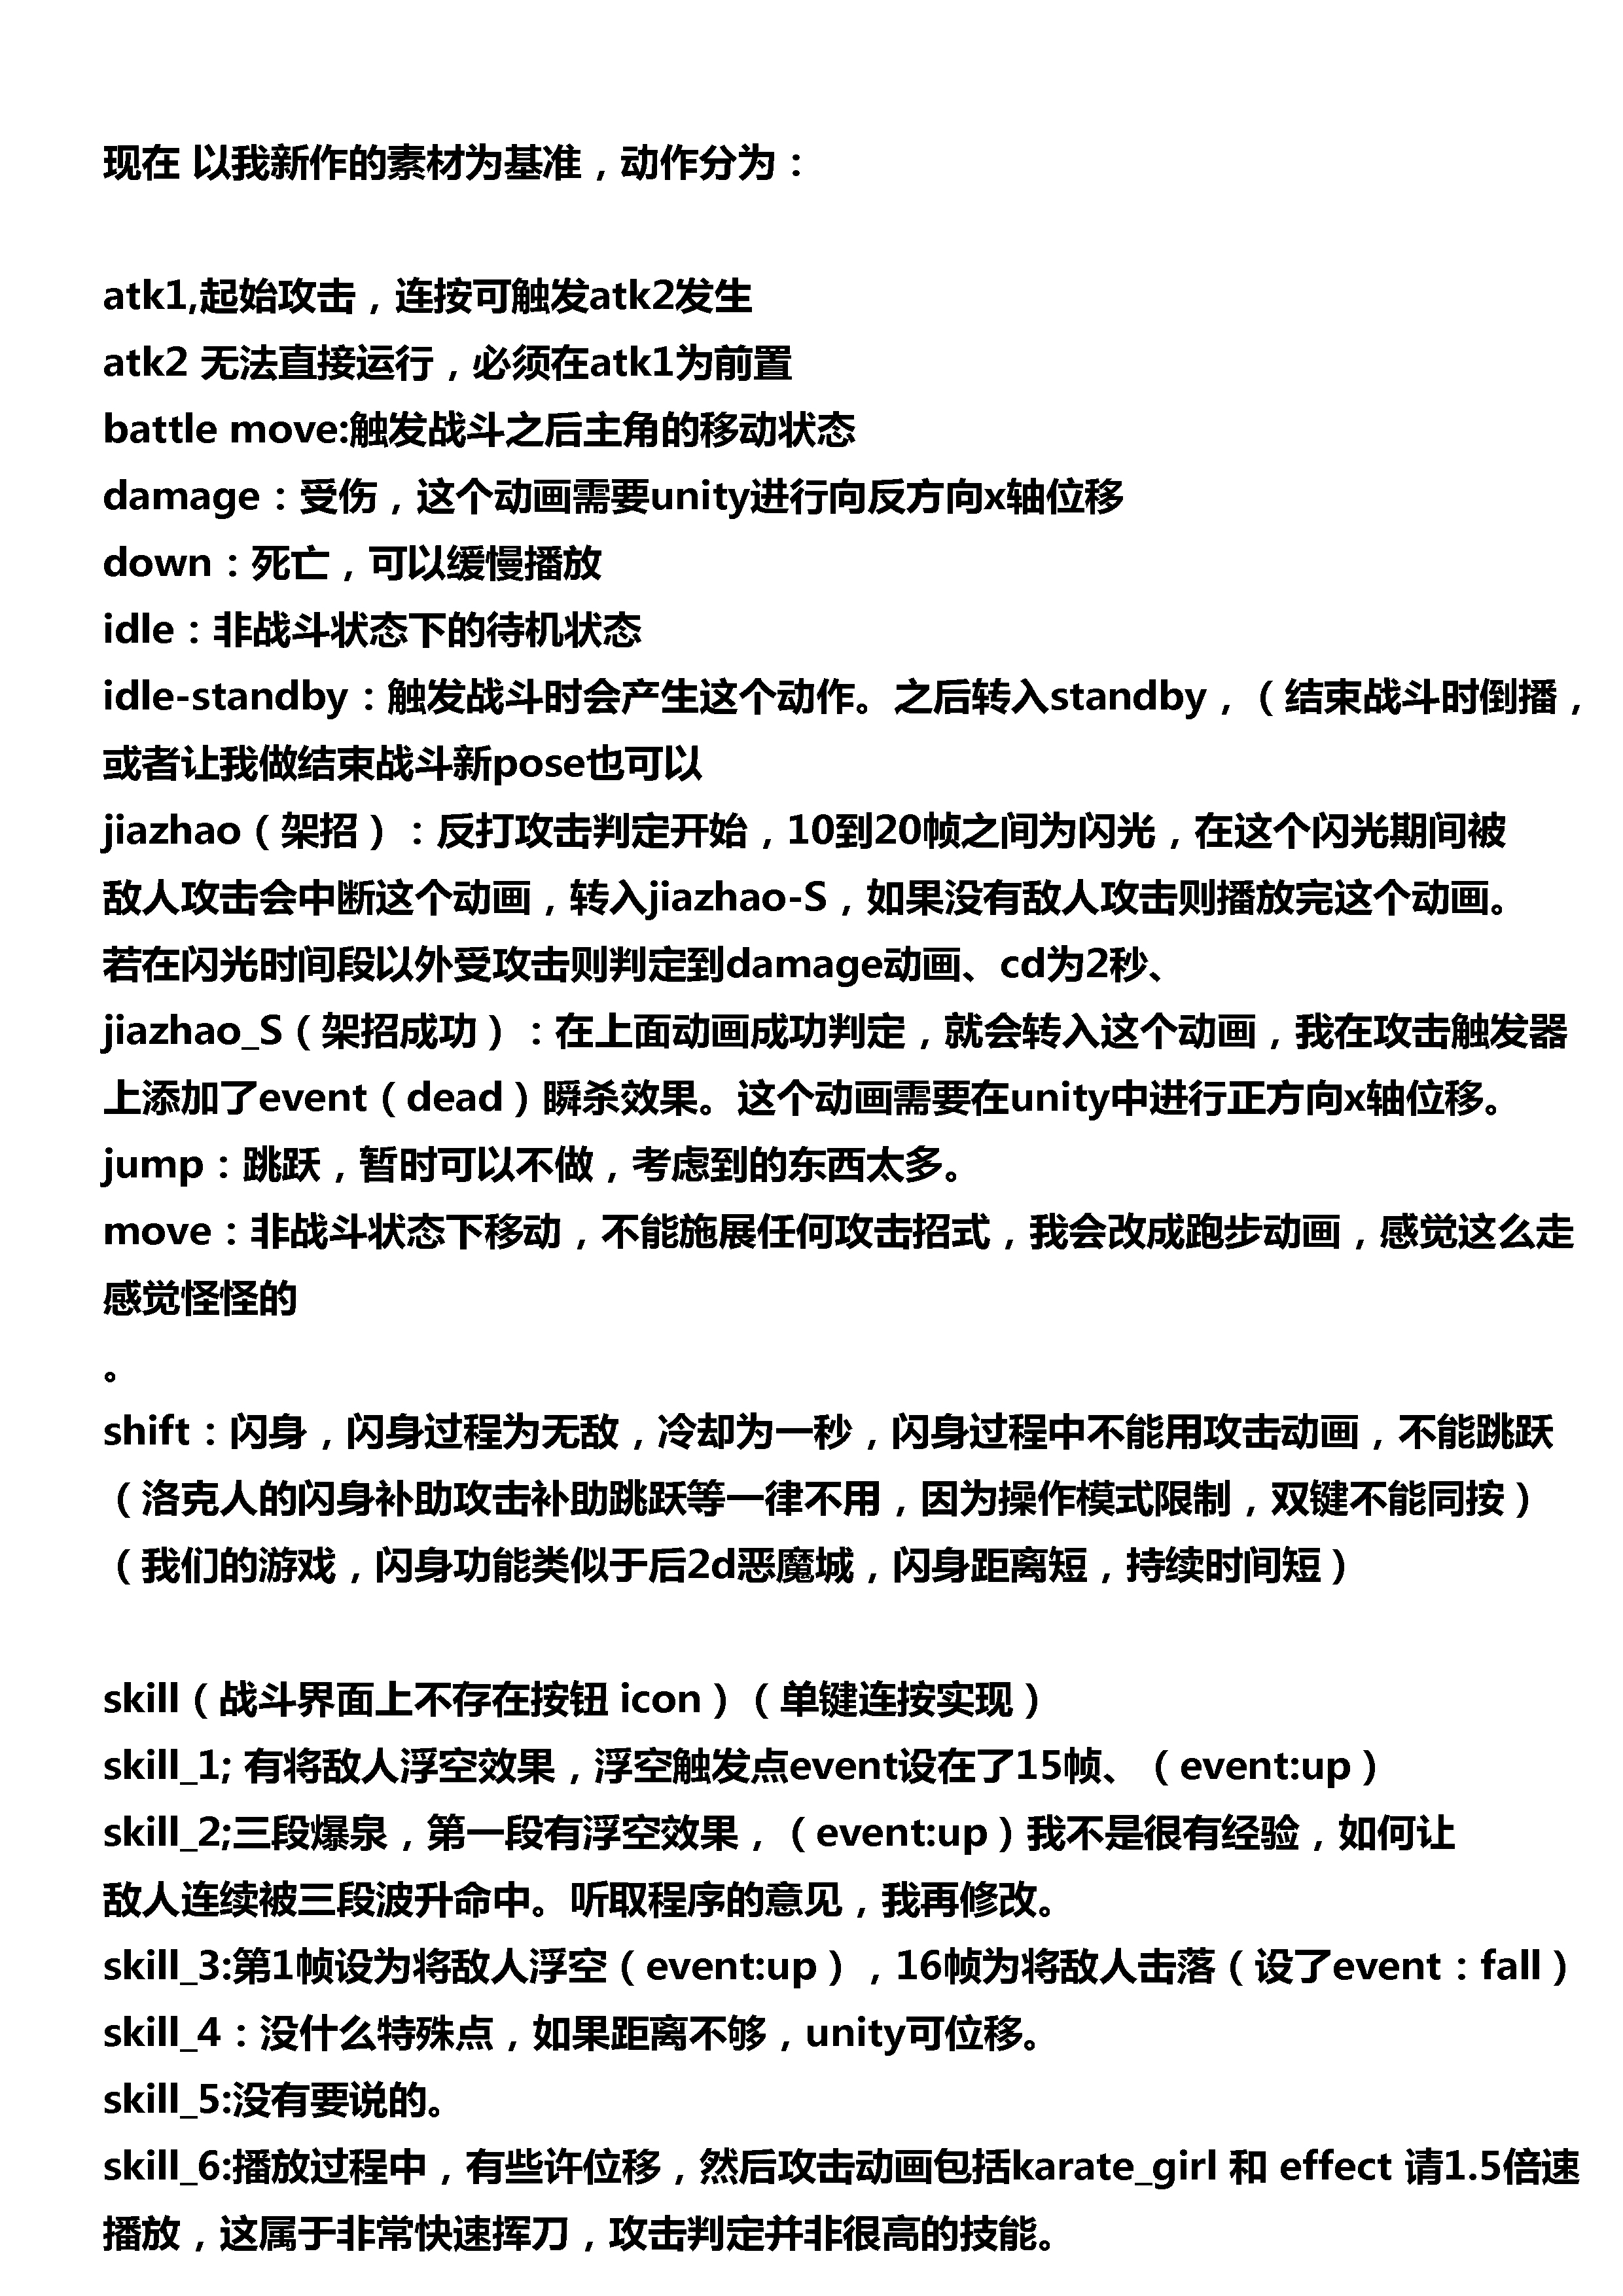 现在 以我新作的素材为基准，动作分为：
atk1,起始攻击，连按可触发atk2发生
atk2 无法直接运行，必须在atk1为前置
battle move:触发战斗之后主角的移动状态
damage：受伤，这个动画需要unity进行向反方向x轴位移
down：死亡，可以缓慢播放
idle：非战斗状态下的待机状态
idle-standby：触发战斗时会产生这个动作。之后转入standby，（结束战斗时倒播，
或者让我做结束战斗新pose也可以
jiazhao（架招）：反打攻击判定开始，10到20帧之间为闪光，在这个闪光期间被
敌人攻击会中断这个动画，转入jiazhao-S，如果没有敌人攻击则播放完这个动画。
若在闪光时间段以外受攻击则判定到damage动画、cd为2秒、
jiazhao_S（架招成功）：在上面动画成功判定，就会转入这个动画，我在攻击触发器
上添加了event（dead）瞬杀效果。这个动画需要在unity中进行正方向x轴位移。
jump：跳跃，暂时可以不做，考虑到的东西太多。
move：非战斗状态下移动，不能施展任何攻击招式，我会改成跑步动画，感觉这么走
感觉怪怪的
。
shift：闪身，闪身过程为无敌，冷却为一秒，闪身过程中不能用攻击动画，不能跳跃
（洛克人的闪身补助攻击补助跳跃等一律不用，因为操作模式限制，双键不能同按）
（我们的游戏，闪身功能类似于后2d恶魔城，闪身距离短，持续时间短）
skill（战斗界面上不存在按钮 icon）（单键连按实现）
skill_1; 有将敌人浮空效果，浮空触发点event设在了15帧、（event:up）
skill_2;三段爆泉，第一段有浮空效果，（event:up）我不是很有经验，如何让
敌人连续被三段波升命中。听取程序的意见，我再修改。
skill_3:第1帧设为将敌人浮空（event:up），16帧为将敌人击落（设了event：fall）
skill_4：没什么特殊点，如果距离不够，unity可位移。
skill_5:没有要说的。
skill_6:播放过程中，有些许位移，然后攻击动画包括karate_girl 和 effect 请1.5倍速
播放，这属于非常快速挥刀，攻击判定并非很高的技能。